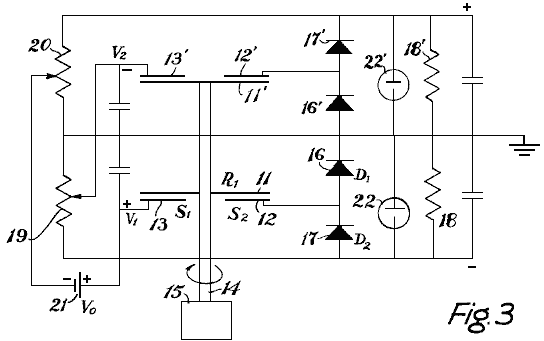 +
20
V2
13'
12'
17'
22'
18'
−
11'
16'
R1
11
16
D1
+
V1
S1
13
S2
12
22
18
19
17
D2
−
− +
21
V0
15
14
Fig. 3